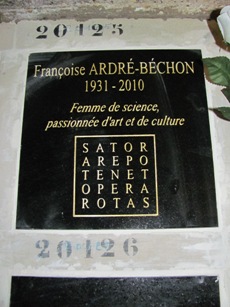 20125
Françoise ARDRÉ-BÉCHON
1931 - 2010
Femme de science,
passionnée d'art et de culture
SATOR
AREPO
TENET
OPERA
ROTAS
20126